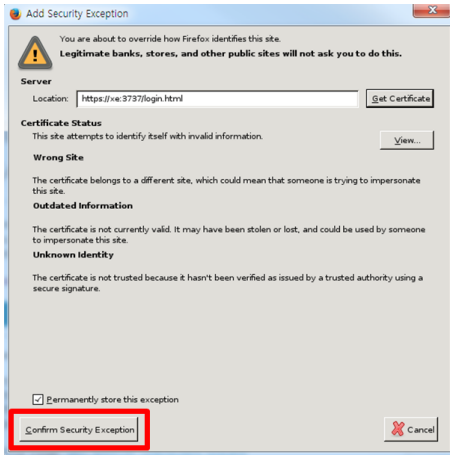 Add Security Exception
You are about to override how Firefox identifies this site.
Legitimate banks, stores, and other public sites will not ask you to do this.
Server
Location: https://xe:3737/login.html Get Certificate
Certificate Status
This site attempts to identify itself with invalid information. View...
Wrong Site
The certificate belongs to a different site, which could mean that someone is trying to impersonate
this site.
Outdated Information
The certificate is not currently valid. It may have been stolen or lost, and could be used by someone
to impersonate this site.
Unknown Identity
The certificate is not trusted because it hasn't been verified as issued by a trusted authority using a
secure signature.
Permanently store this exception
Confirm Security Exception Cancel